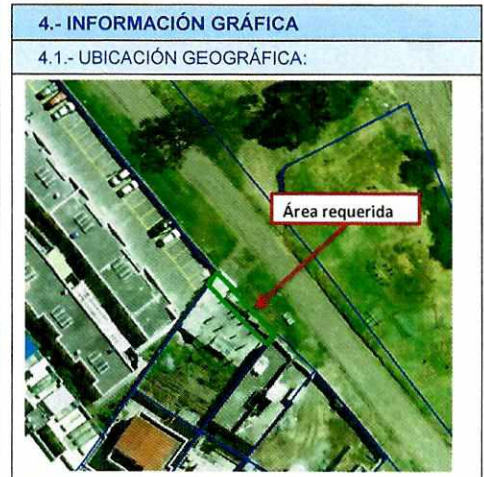 4.- INFORMACIÓN GRÁFICA
4.1.- UBICACIÓN GEOGRÁFICA:
Área requerida